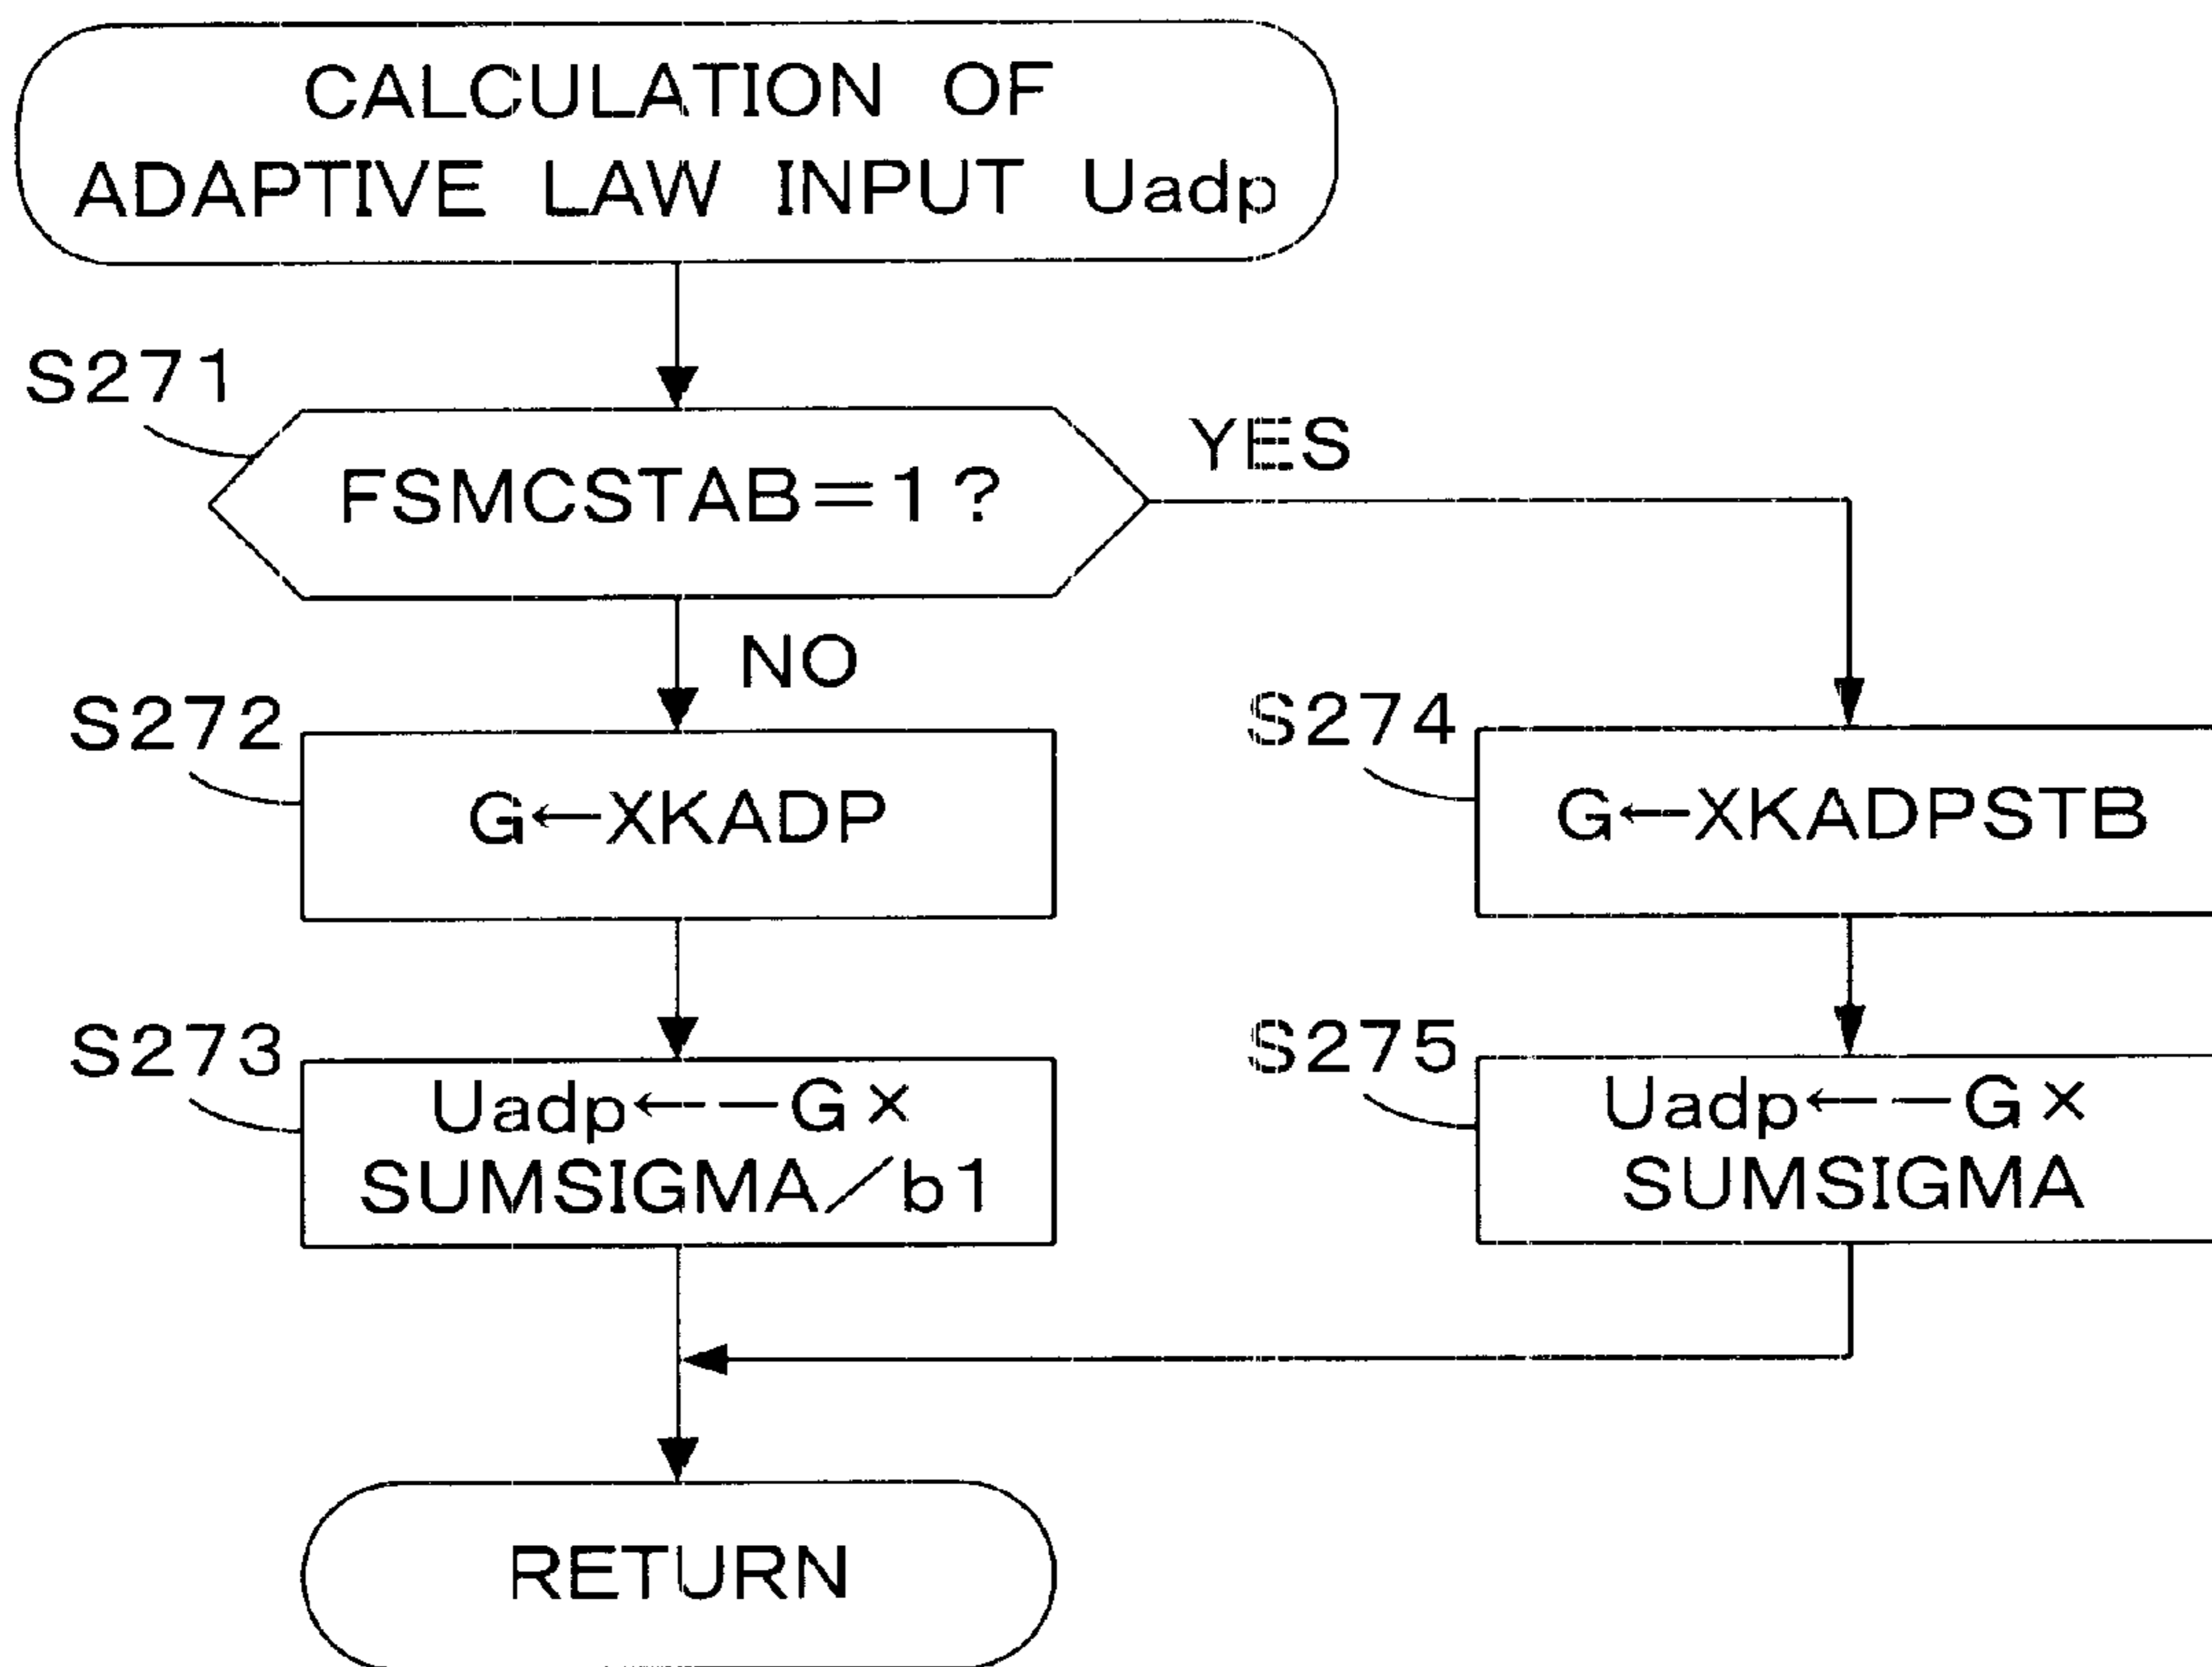 CALCULATION OF
ADAPTIVE LAW INPUT Uadp
S271
FSMCSTAB=1?
YES
NO
S272
G←XKADP
S274
G←XKADPSTB
S273
Uadp←−G×
SUMSIGMA/b1
S275
Uadp←−G×
SUMSIGMA
RETURN